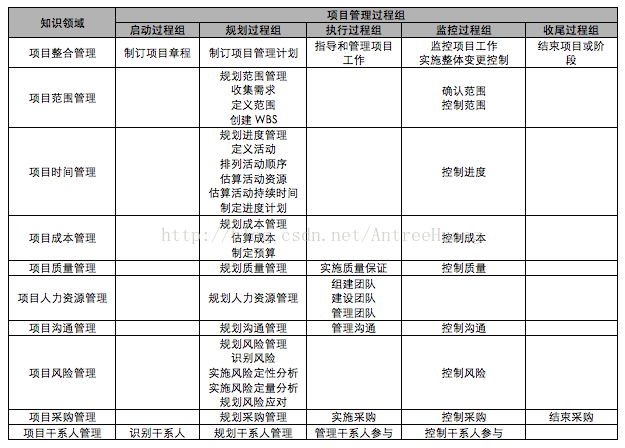 知识领域
项目管理过程组
启动过程组 规划过程组 执行过程组 监控过程组 收尾过程组
项目整合管理 制订项目章程 制订项目管理计划 指导和管理项目工作 监控项目工作 实施整体变更控制 结束项目或阶段
项目范围管理
规划范围管理
收集需求
定义范围
创建 WBS
确认范围
控制范围
项目时间管理
规划进度管理
定义活动
排列活动顺序
估算活动资源
估算活动持续时间
制定进度计划
控制进度
项目成本管理
规划成本管理
估算成本
制定预算
控制成本
项目质量管理 规划质量管理 实施质量保证 控制质量
项目人力资源管理 规划人力资源管理
组建团队
建设团队
管理团队
项目沟通管理 规划沟通管理 管理沟通 控制沟通
项目风险管理
规划风险管理
识别风险
实施风险定性分析
实施风险定量分析
规划风险应对
控制风险
项目采购管理 规划采购管理 实施采购 控制采购 结束采购
项目干系人管理 识别干系人 规划干系人管理 管理干系人参与 控制干系人参与